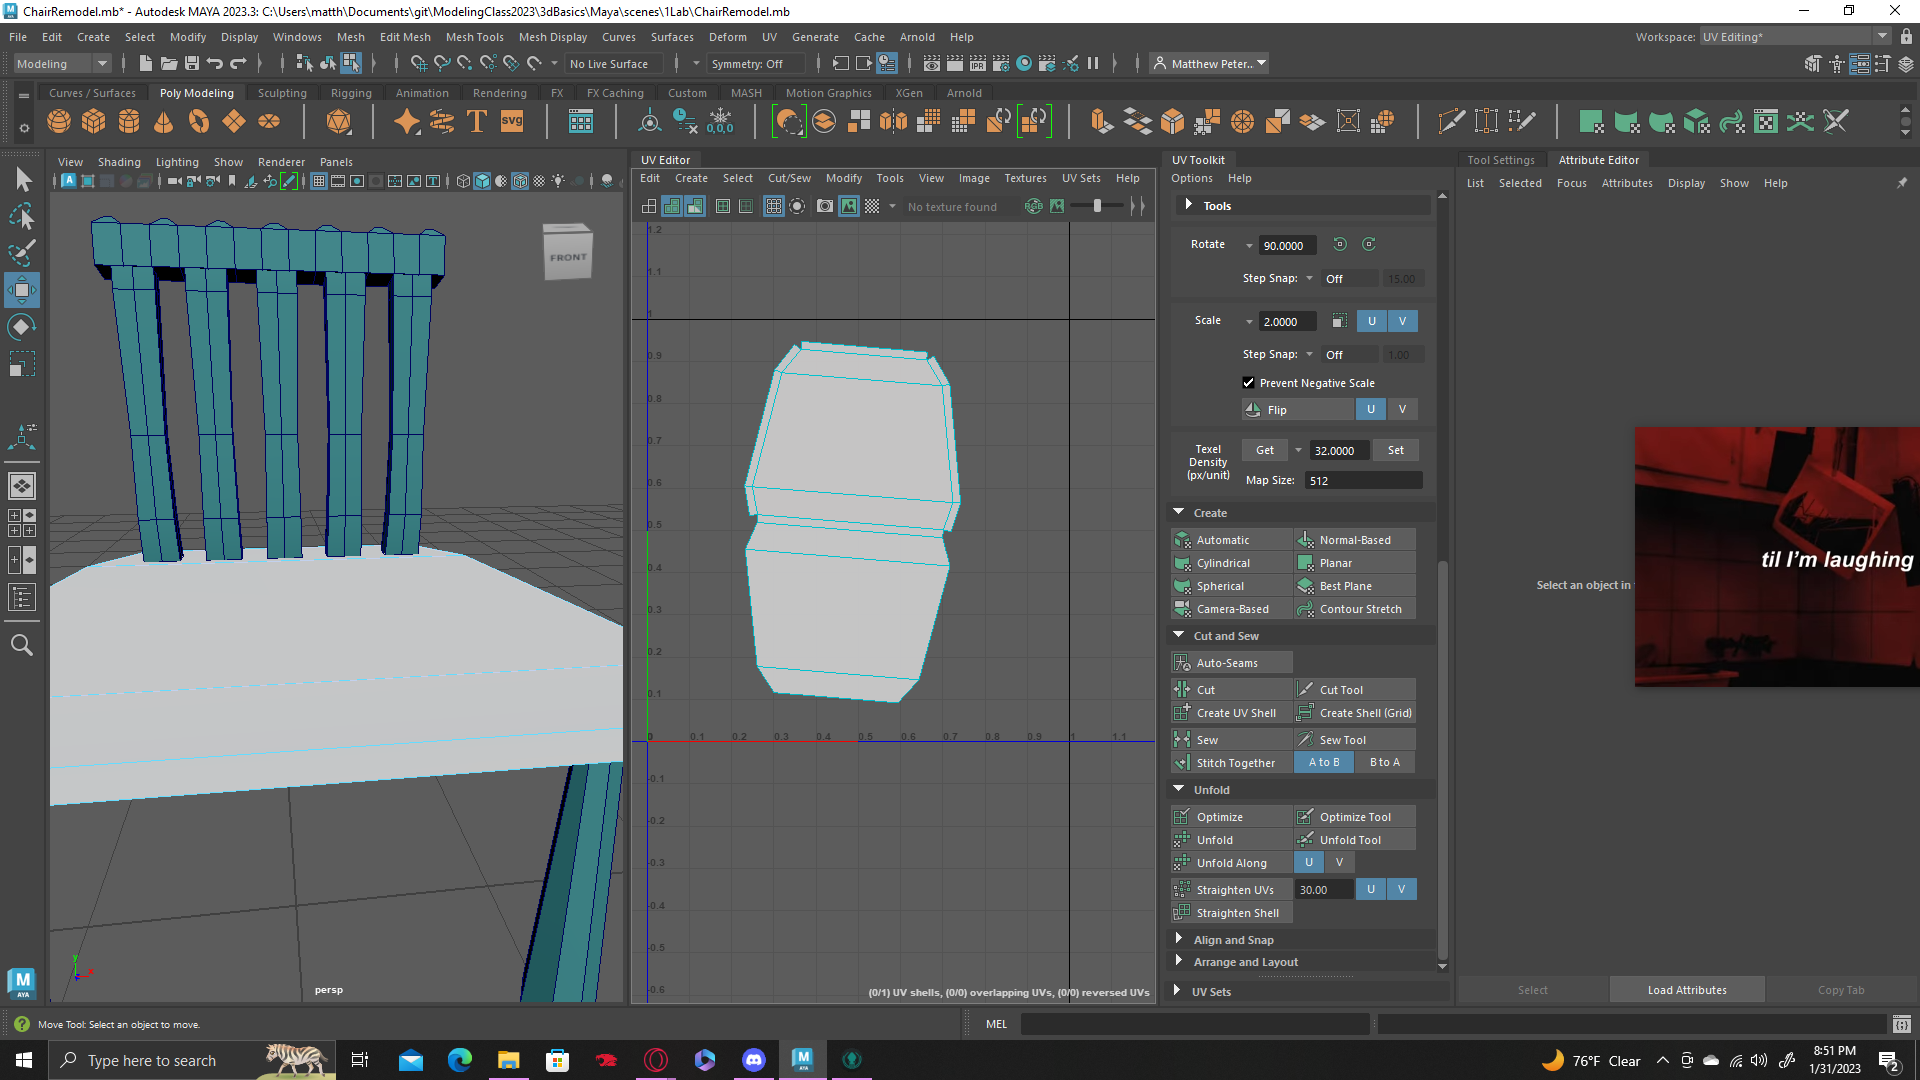 ChairRemodel.mb* - Autodesk MAYA 2023.3: C:\Users\matth\Documents\git\ModelingClass2023\3dBasics\Maya\scenes\1Lab\ChairRemodel.mb
File Edit Create Select Modify Display Windows Mesh Edit Mesh Mesh Tools Mesh Display Curves Surfaces Deform UV Generate Cache Arnold Help
Workspace: UV Editing*
Modeling
No Live Surface
Symmetry: Off
Matthew Peter..
Curves / Surfaces Poly Modeling Sculpting Rigging Animation Rendering FX FX Caching Custom MASH Motion Graphics XGen Arnold
SVG
0,0,0
IPR
View Shading Lighting Show Renderer Panels
FRONT
persp
UV Editor
Edit Create Select Cut/Sew Modify Tools View Image Textures UV Sets Help
No texture found
RGB
1.2
1.1
1
0.9
0.8
0.7
0.6
0.5
0.4
0.3
0.2
0.1
0 0.1 0.2 0.3 0.4 0.5 0.6 0.7 0.8 0.9 1 1.1
-0.1
-0.2
-0.3
-0.4
-0.5
-0.6
(0/1) UV shells, (0/0) overlapping UVs, (0/0) reversed UVs
UV Toolkit
Options Help
Tools
Rotate 90.0000
Step Snap: Off 15.00
Scale 2.0000 U V
Step Snap: Off 1.00
Prevent Negative Scale
Flip U V
Texel Density (px/unit) Get 32.0000 Set
Map Size: 512
Create
Automatic Normal-Based
Cylindrical Planar
Spherical Best Plane
Camera-Based Contour Stretch
Cut and Sew
Auto-Seams
Cut Cut Tool
Create UV Shell Create Shell (Grid)
Sew Sew Tool
Stitch Together A to B B to A
Unfold
Optimize Optimize Tool
Unfold Unfold Tool
Unfold Along U V
Straighten UVs 30.00 U V
Straighten Shell
Align and Snap
Arrange and Layout
UV Sets
Tool Settings Attribute Editor
List Selected Focus Attributes Display Show Help
Select an object in
til I'm laughing
Select Load Attributes Copy Tab
Move Tool: Select an object to move.
MEL
Type here to search
76°F Clear
8:51 PM
1/31/2023
2